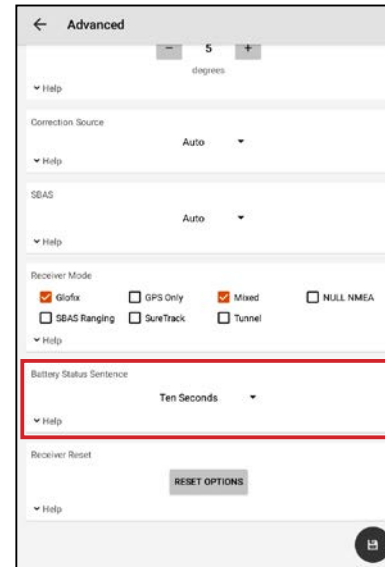 ← Advanced
− 5 +
degrees
Help
Correction Source
Auto
Help
SBAS
Auto
Help
Receiver Mode
Glofix GPS Only Mixed NULL NMEA
SBAS Ranging SureTrack Tunnel
Help
Battery Status Sentence
Ten Seconds
Help
Receiver Reset
RESET OPTIONS
Help